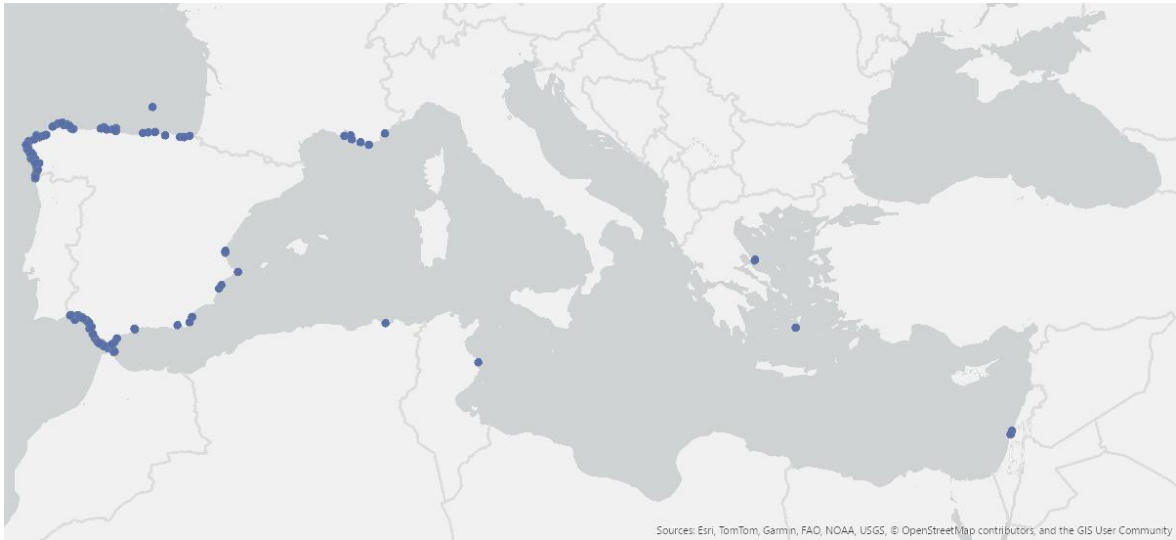 Sources: Esri, TomTom, Garmin, FAO, NOAA, USGS, © OpenStreetMap contributors, and the GIS User Community